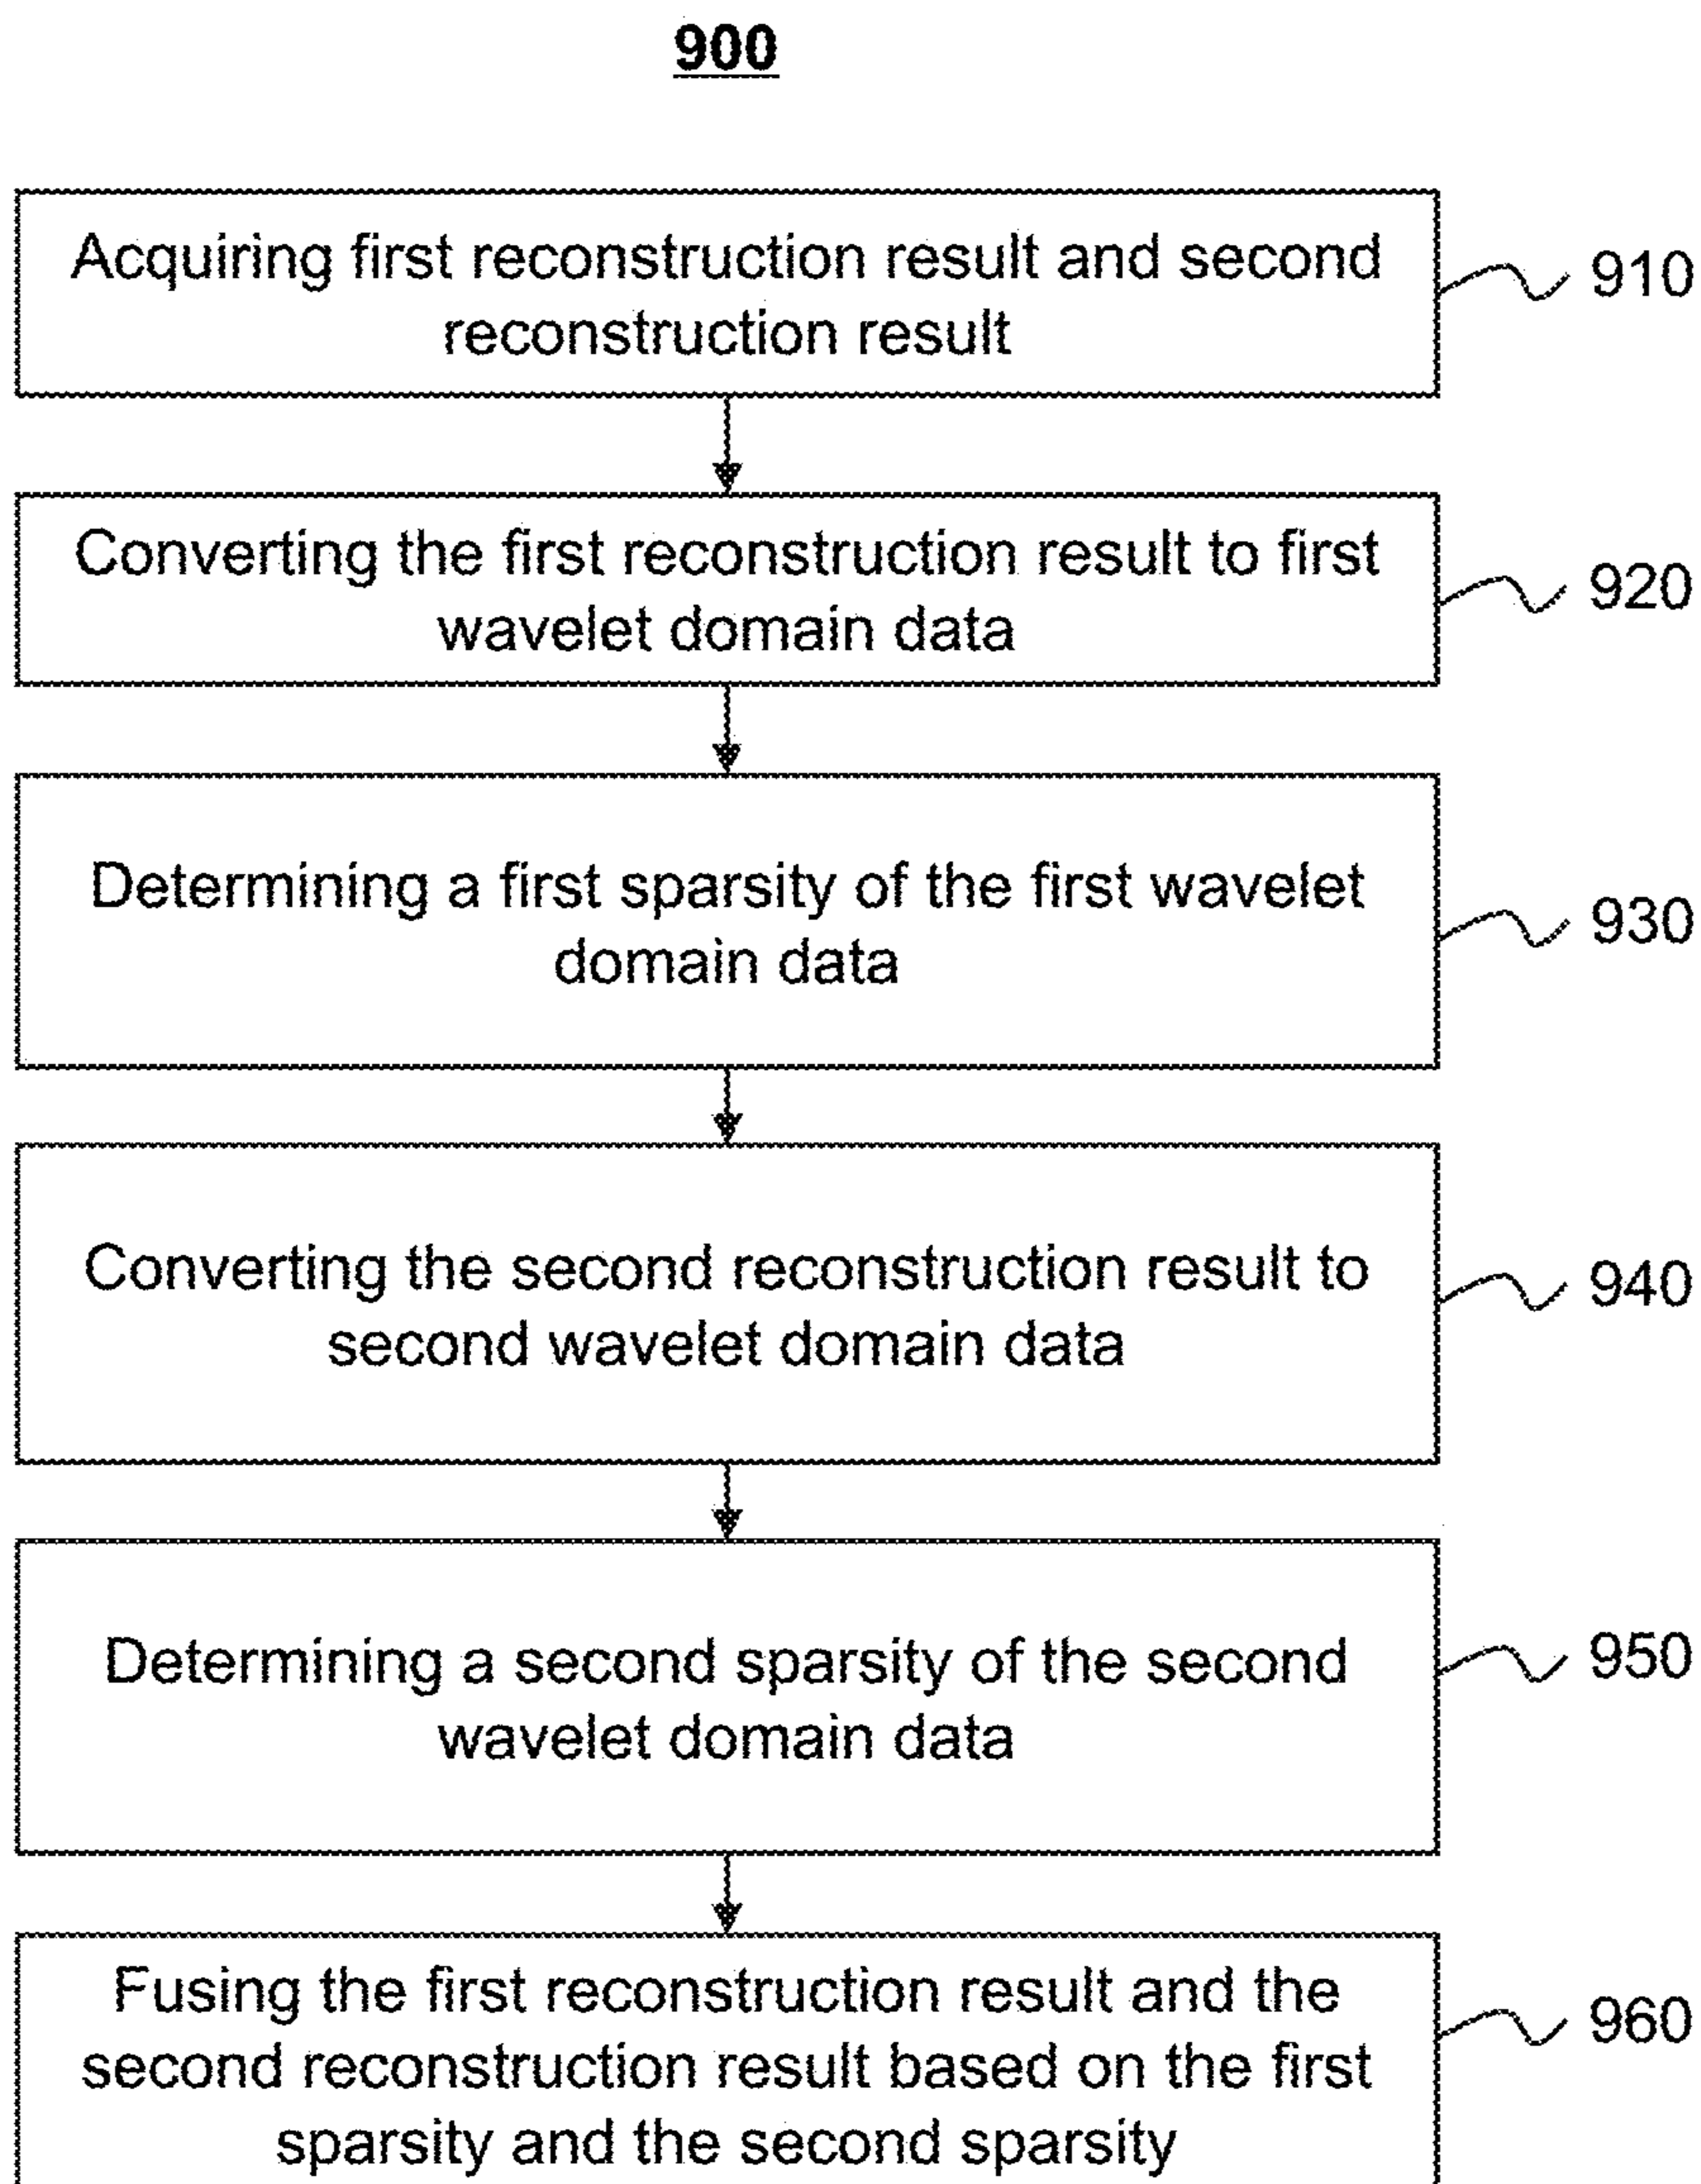 900
Acquiring first reconstruction result and second
reconstruction result
910
Converting the first reconstruction result to first
wavelet domain data
920
Determining a first sparsity of the first wavelet
domain data
930
Converting the second reconstruction result to
second wavelet domain data
940
Determining a second sparsity of the second
wavelet domain data
950
Fusing the first reconstruction result and the
second reconstruction result based on the first
sparsity and the second sparsity
960